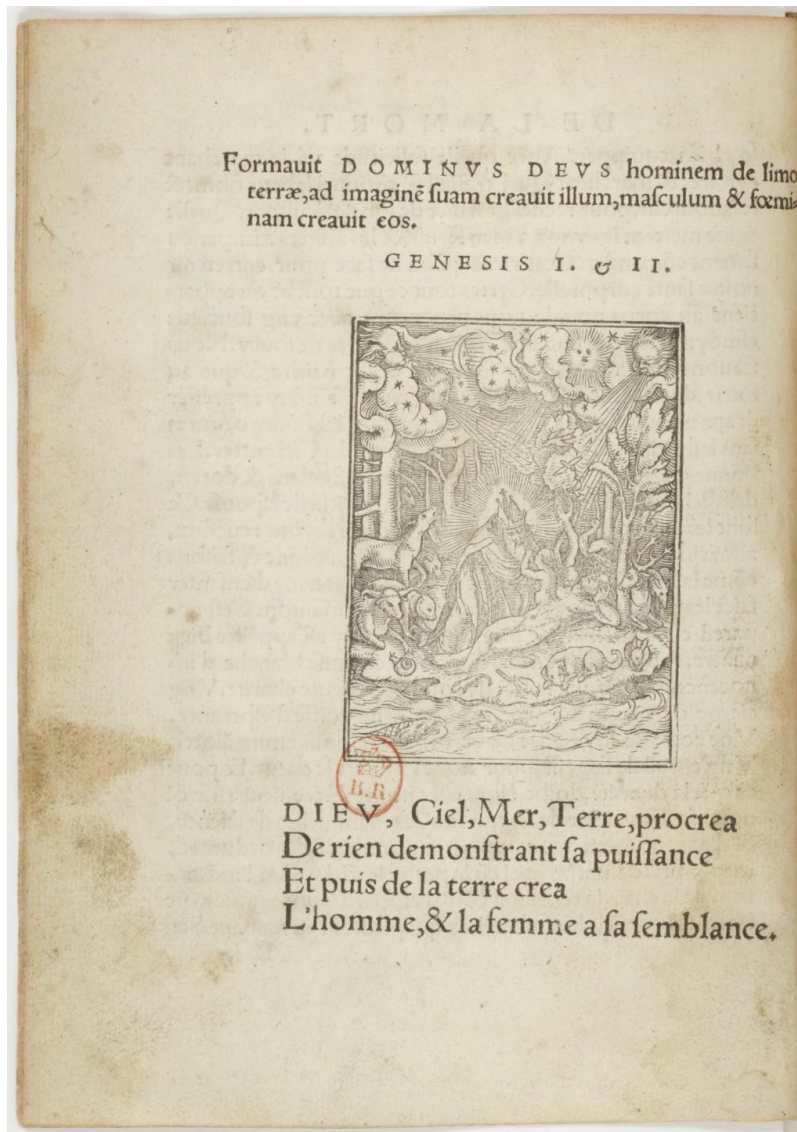 Formauit DOMINVS DEVS hominem de limo
terræ, ad imaginē ſuam creauit illum, maſculum & fœmi-
nam creauit eos.
GENESIS I. & II.
B.R.
DIEV, Ciel, Mer, Terre, procrea
De rien demonſtrant ſa puiſſance
Et puis de la terre crea
L'homme, & la femme a ſa ſemblance.